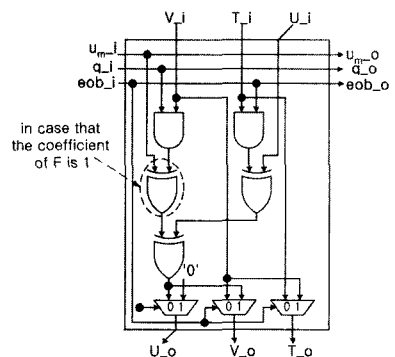 V_i T_i U_i
u_m_i u_m_o
q_i q_o
eob_i eob_o
in case that
the coefficient
of F is 1
'0'
0 1 0 1 0 1
U_o V_o T_o